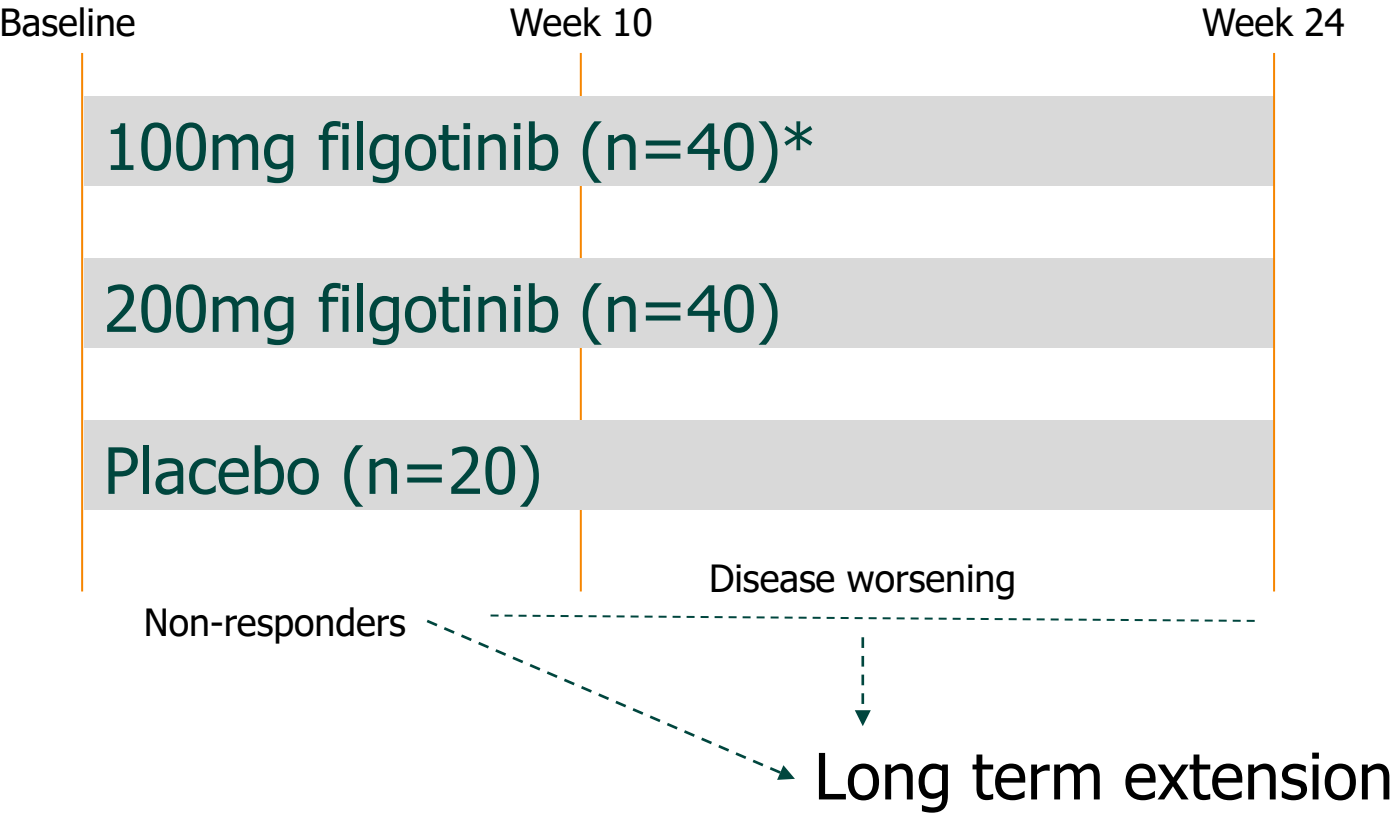 Baseline
Week 10
Week 24
100mg filgotinib (n=40)*
200mg filgotinib (n=40)
Placebo (n=20)
Disease worsening
Non-responders
Long term extension